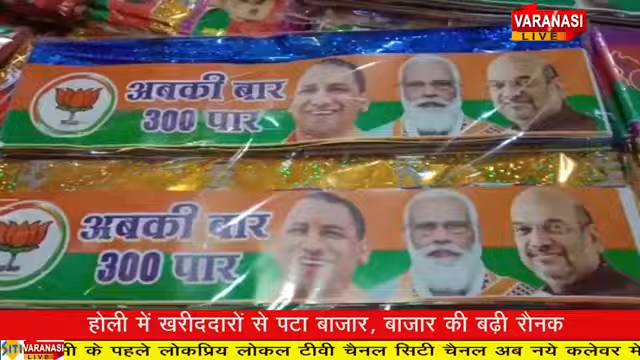 VARANASI
LIVE
अबकी बार
300 पार
अबकी बार
300 पार
होली में खरीददारों से पटा बाजार, बाजार की बढ़ी रौनक
SITI VARANASI
LIVE
के पहले लोकप्रिय लोकल टीवी चैनल सिटी चैनल अब नये कलेवर